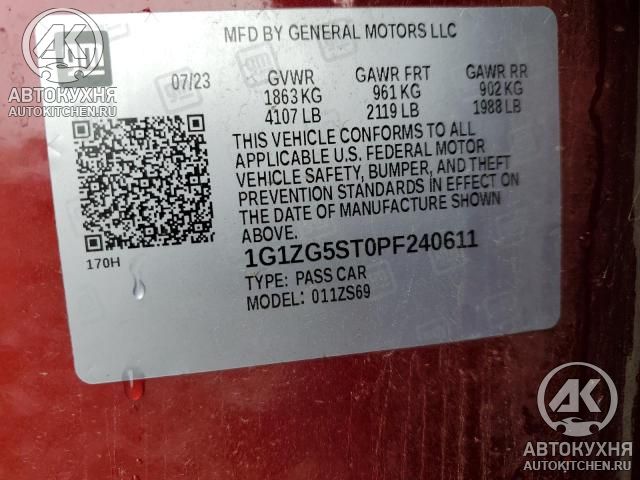 MFD BY GENERAL MOTORS LLC
07/23 GVWR GAWR FRT GAWR RR
1863 KG 961 KG 902 KG
4107 LB 2119 LB 1988 LB
THIS VEHICLE CONFORMS TO ALL
APPLICABLE U.S. FEDERAL MOTOR
VEHICLE SAFETY, BUMPER, AND THEFT
PREVENTION STANDARDS IN EFFECT ON
THE DATE OF MANUFACTURE SHOWN
ABOVE.
170H
1G1ZG5ST0PF240611
TYPE: PASS CAR
MODEL: 011ZS69
АВТОКУХНЯ
AUTOKITCHEN.RU
АК
АВТОКУХНЯ
AUTOKITCHEN.RU